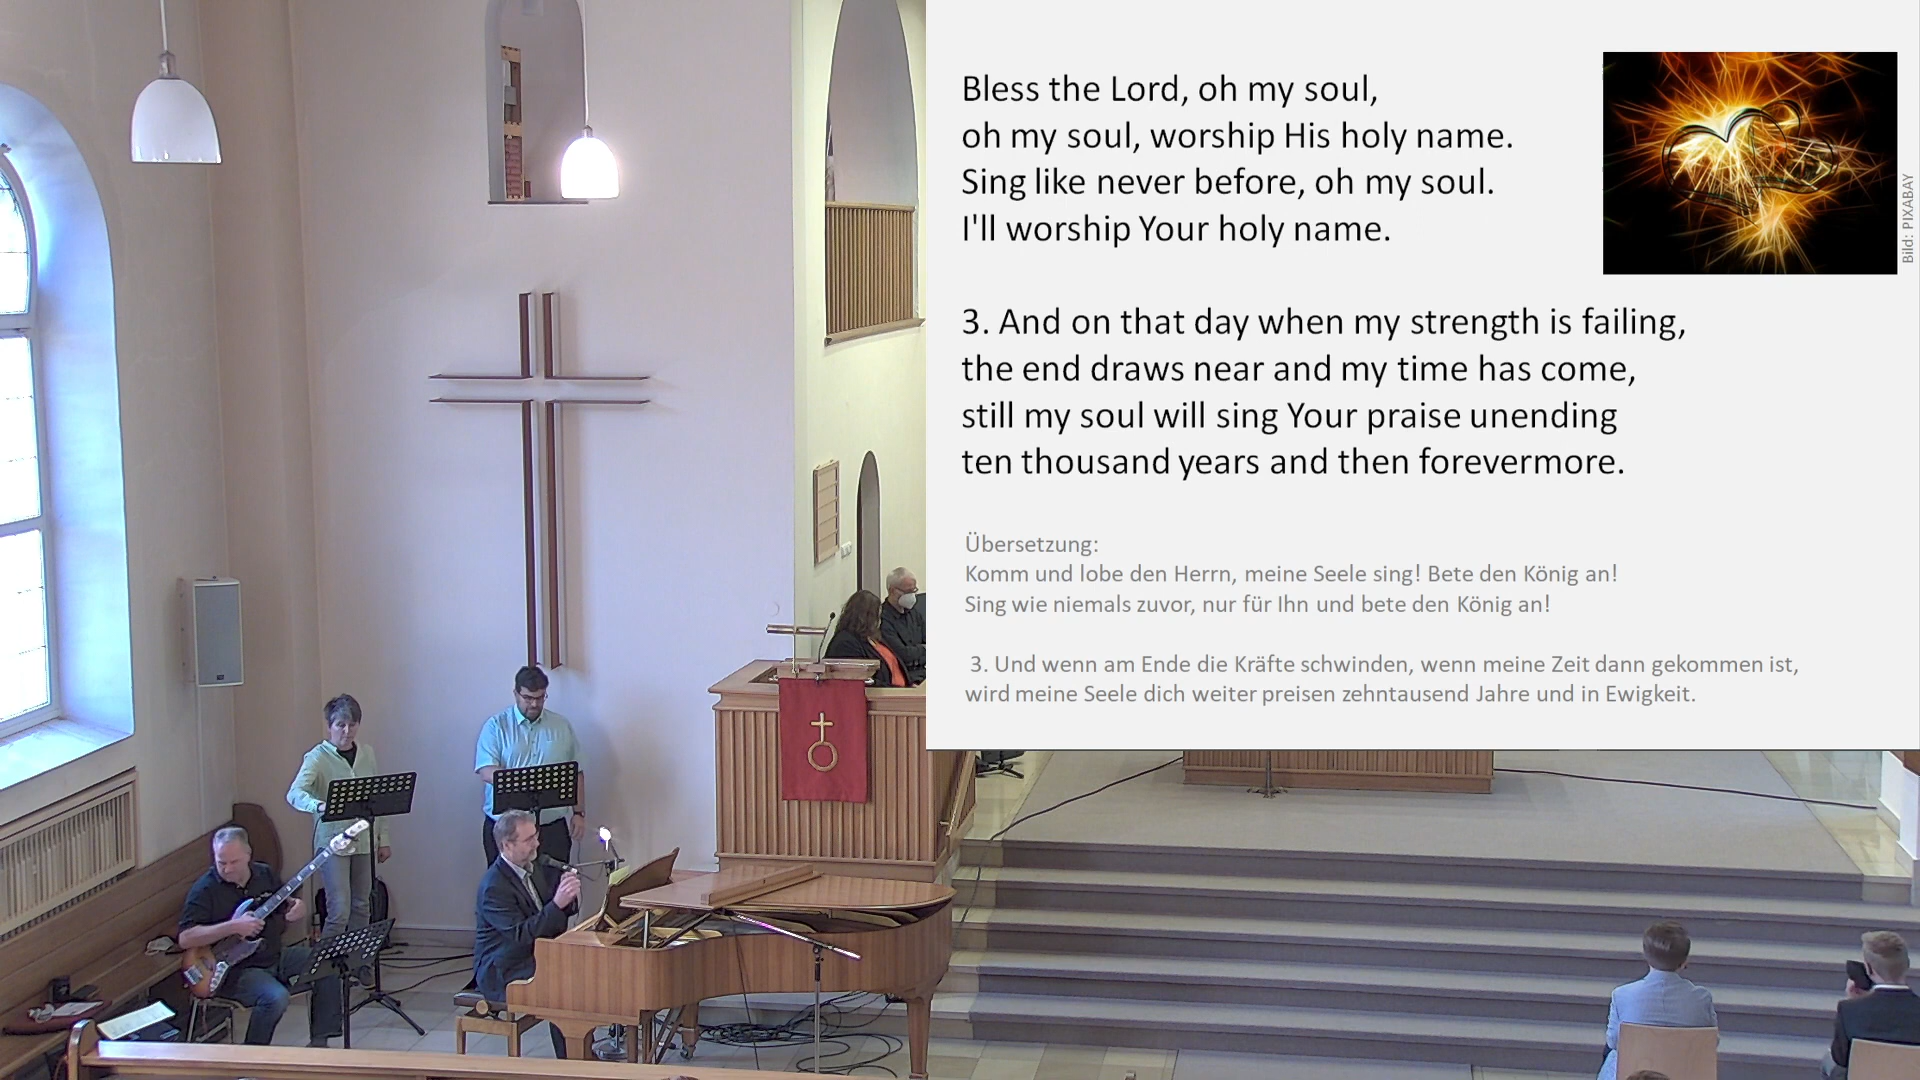 Bless the Lord, oh my soul,
oh my soul, worship His holy name.
Sing like never before, oh my soul.
I'll worship Your holy name.
3. And on that day when my strength is failing,
the end draws near and my time has come,
still my soul will sing Your praise unending
ten thousand years and then forevermore.
Übersetzung:
Komm und lobe den Herrn, meine Seele sing! Bete den König an!
Sing wie niemals zuvor, nur für Ihn und bete den König an!
3. Und wenn am Ende die Kräfte schwinden, wenn meine Zeit dann gekommen ist,
wird meine Seele dich weiter preisen zehntausend Jahre und in Ewigkeit.
Bild: PIXABAY